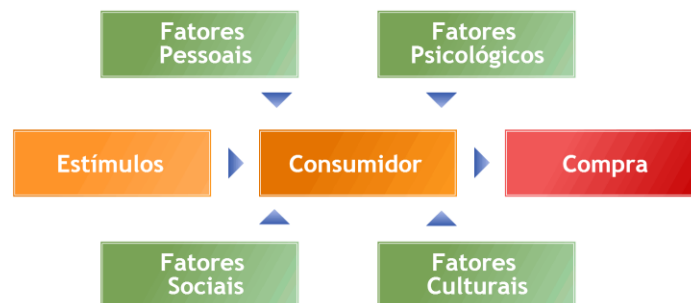 Fatores
Pessoais
Fatores
Psicológicos
Estímulos
Consumidor
Compra
Fatores
Sociais
Fatores
Culturais